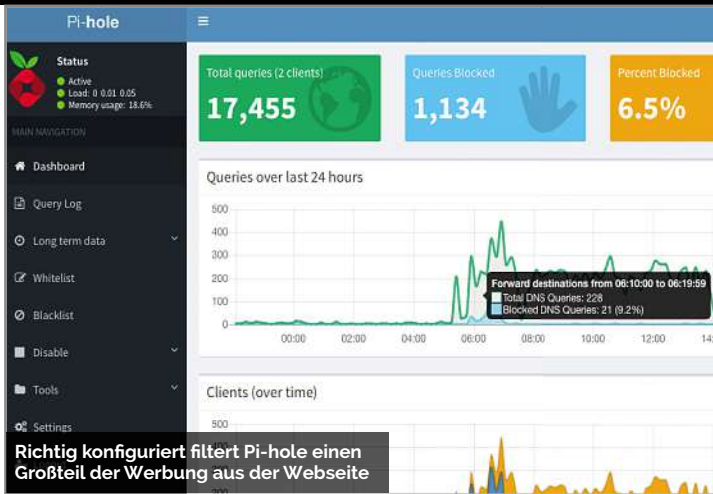 Pi-hole
Status
Active
Load: 0 0.01 0.05
Memory usage: 18.6%
MAIN NAVIGATION
Dashboard
Query Log
Long term data
Whitelist
Blacklist
Disable
Tools
Settings
Total queries (2 clients)
17,455
Queries Blocked
1,134
Percent Blocked
6.5%
Queries over last 24 hours
500
400
300
200
100
0
Forward destinations from 06:10:00 to 06:19:59
Total DNS Queries: 228
Blocked DNS Queries: 21 (9.2%)
00:00 02:00 04:00 06:00 08:00 10:00 12:00 14:
Clients (over time)
500
Richtig konfiguriert filtert Pi-hole einen
Großteil der Werbung aus der Webseite